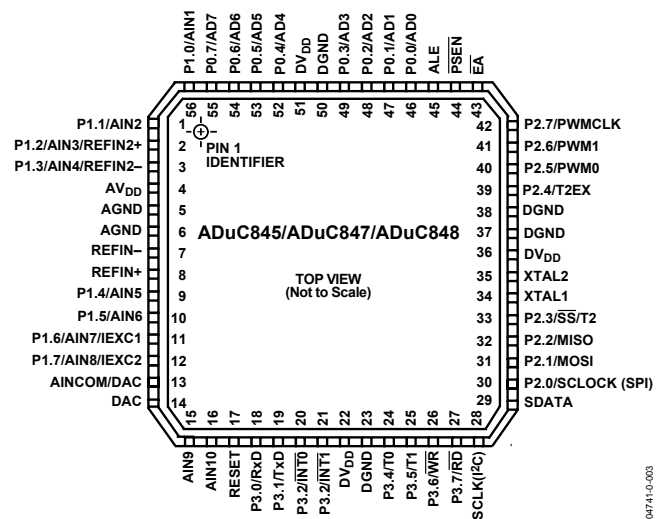 P1.0/AIN1
P0.7/AD7
P0.6/AD6
P0.5/AD5
P0.4/AD4
DVDD
DGND
P0.3/AD3
P0.2/AD2
P0.1/AD1
P0.0/AD0
ALE
PSEN
EA
56
55
54
53
52
51
50
49
48
47
46
45
44
43
P1.1/AIN2
P1.2/AIN3/REFIN2+
P1.3/AIN4/REFIN2–
AVDD
AGND
AGND
REFIN–
REFIN+
P1.4/AIN5
P1.5/AIN6
P1.6/AIN7/IEXC1
P1.7/AIN8/IEXC2
AINCOM/DAC
DAC
1
2
3
4
5
6
7
8
9
10
11
12
13
14
PIN 1
IDENTIFIER
ADuC845/ADuC847/ADuC848
TOP VIEW
(Not to Scale)
42
41
40
39
38
37
36
35
34
33
32
31
30
29
P2.7/PWMCLK
P2.6/PWM1
P2.5/PWM0
P2.4/T2EX
DGND
DGND
DVDD
XTAL2
XTAL1
P2.3/SS/T2
P2.2/MISO
P2.1/MOSI
P2.0/SCLOCK (SPI)
SDATA
15
16
17
18
19
20
21
22
23
24
25
26
27
28
AIN9
AIN10
RESET
P3.0/RxD
P3.1/TxD
P3.2/INT0
P3.2/INT1
DVDD
DGND
P3.4/T0
P3.5/T1
P3.6/WR
P3.7/RD
SCLK(I2C)
04741-0-003